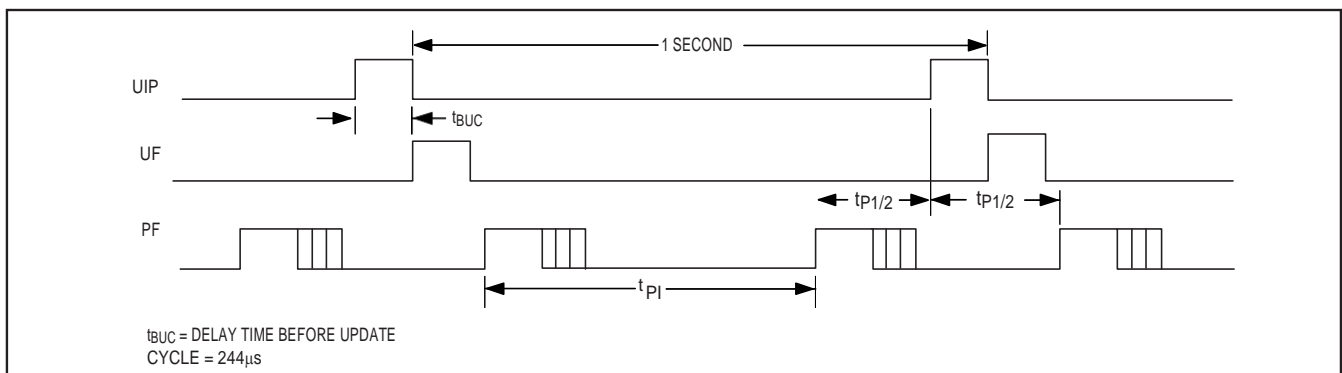 1 SECOND
UIP
tBUC
UF
tP1/2 tP1/2
PF
tPI
tBUC = DELAY TIME BEFORE UPDATE
CYCLE = 244μs